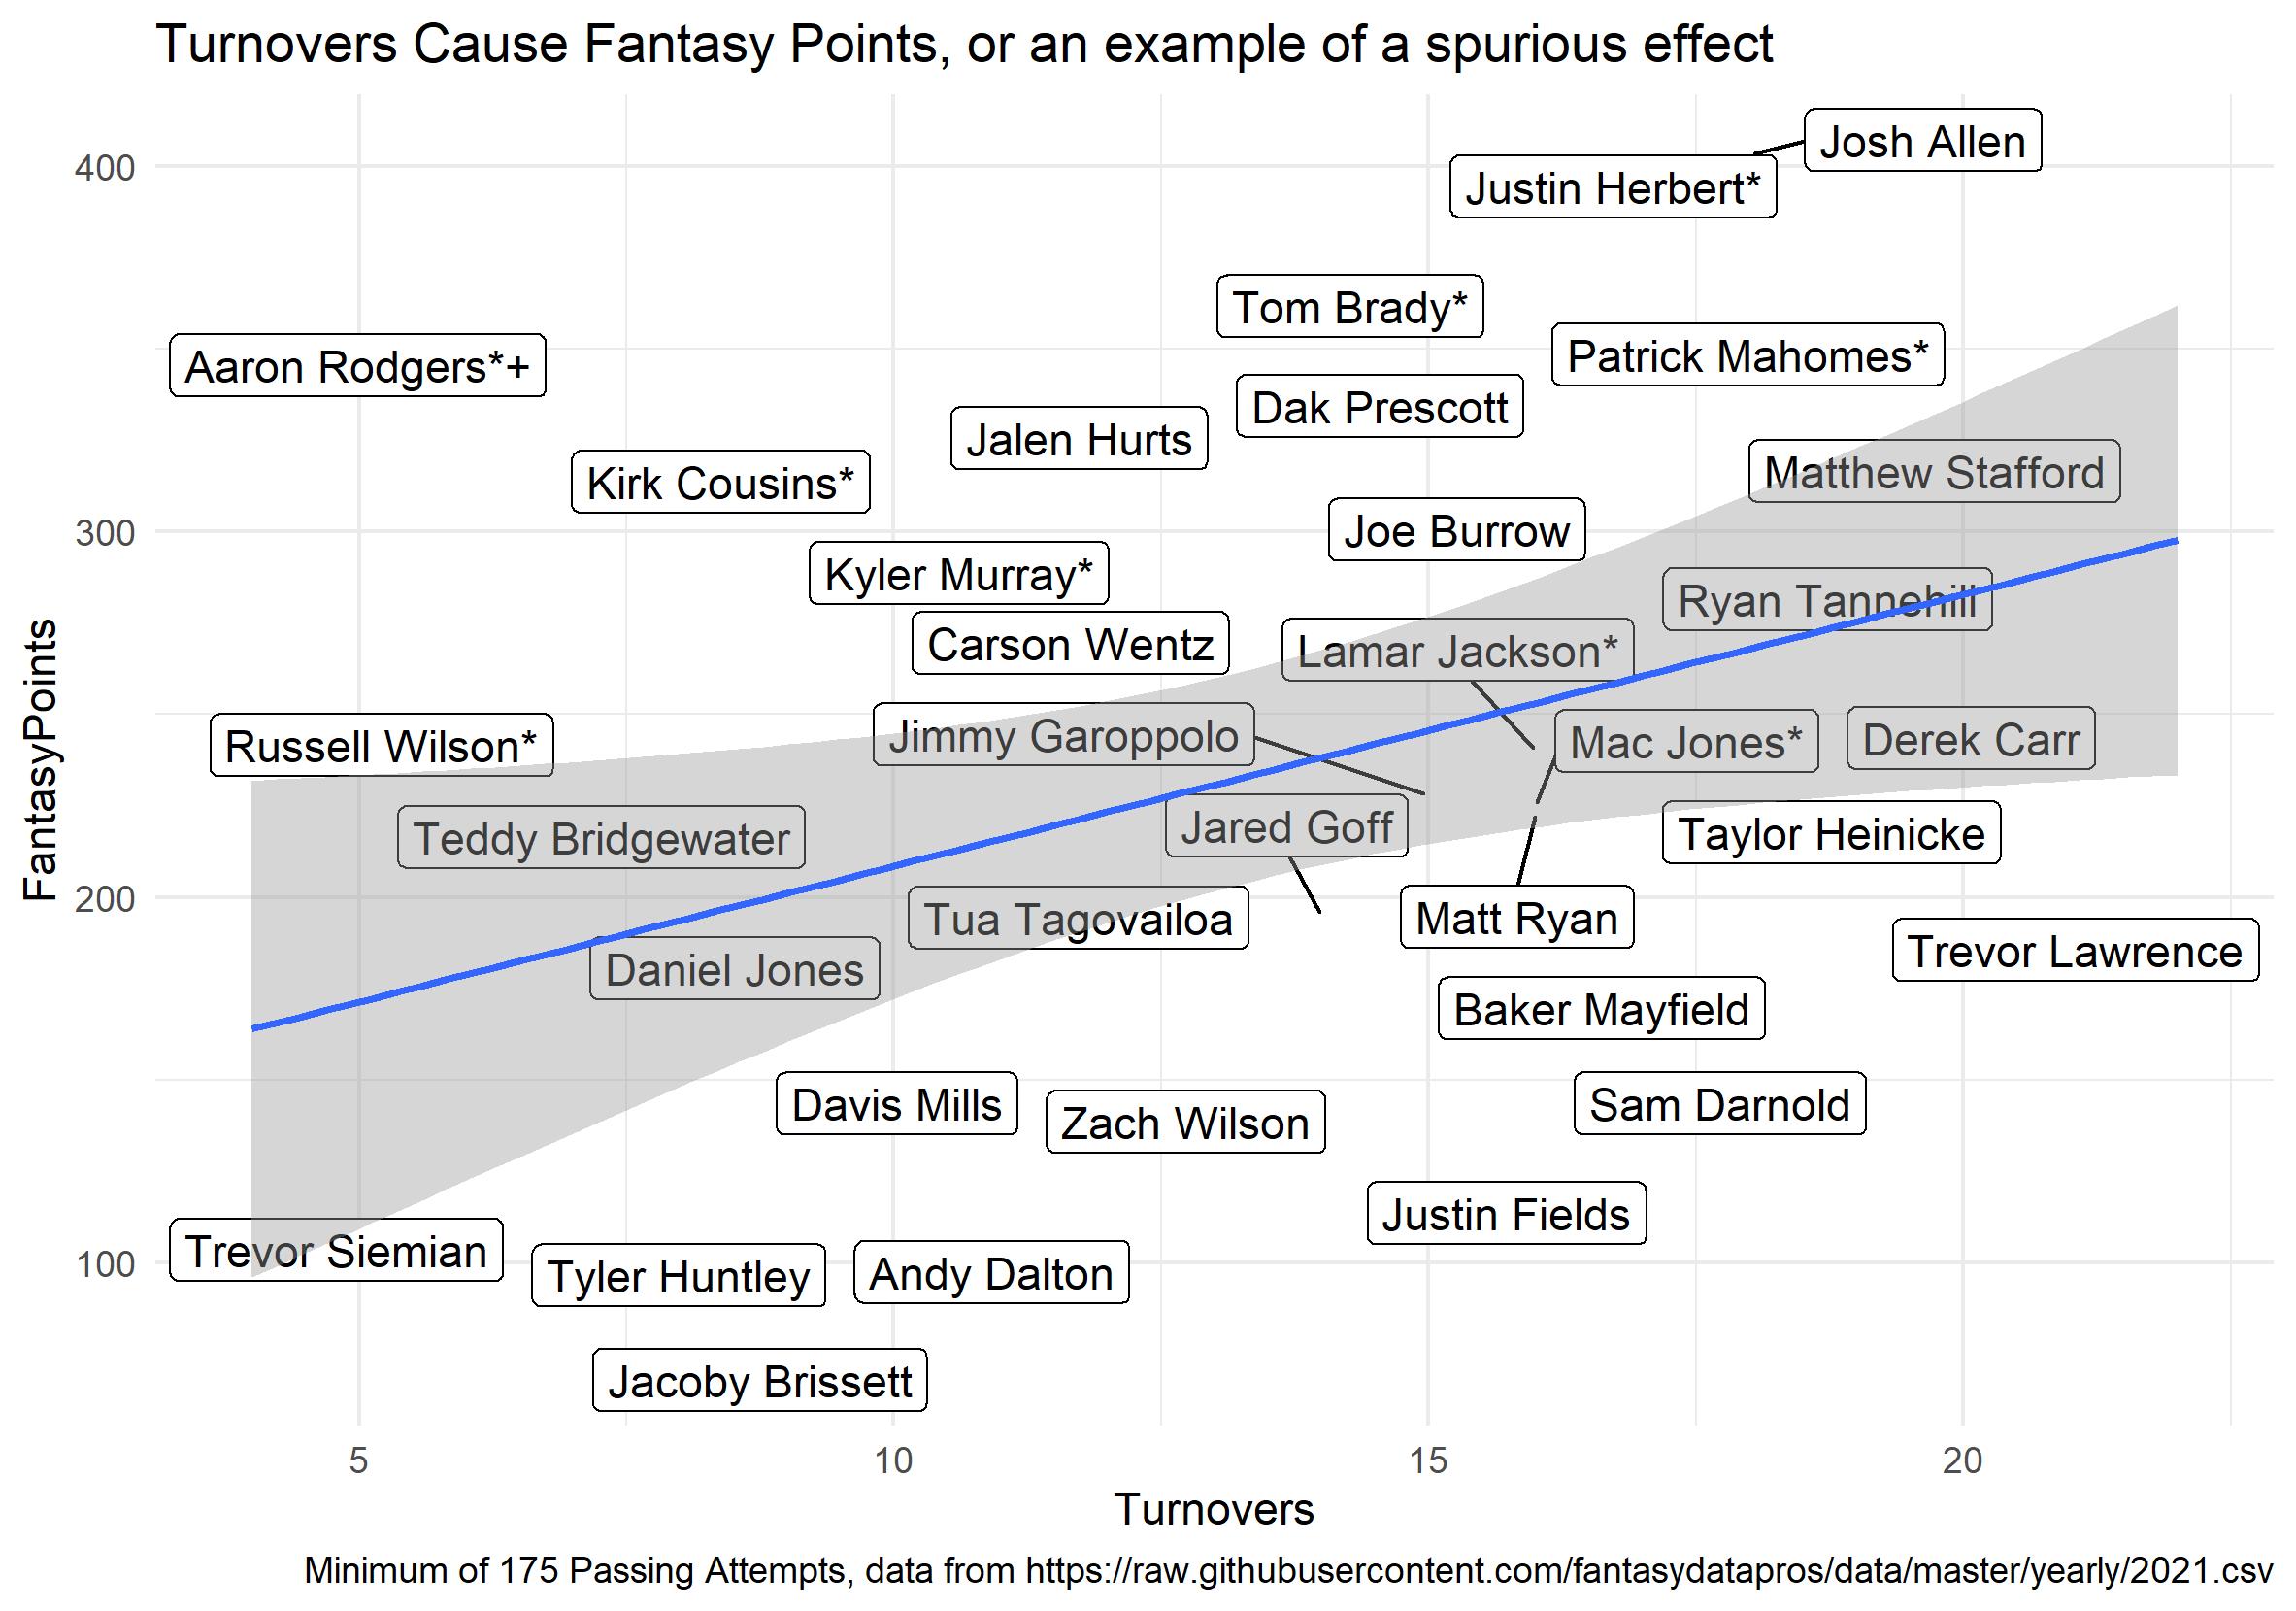 Turnovers Cause Fantasy Points, or an example of a spurious effect
FantasyPoints
400
300
200
100
Josh Allen
Justin Herbert*
Tom Brady*
Patrick Mahomes*
Aaron Rodgers*+
Dak Prescott
Jalen Hurts
Matthew Stafford
Kirk Cousins*
Joe Burrow
Kyler Murray*
Ryan Tannehill
Carson Wentz
Lamar Jackson*
Jimmy Garoppolo
Mac Jones*
Derek Carr
Russell Wilson*
Teddy Bridgewater
Jared Goff
Taylor Heinicke
Tua Tagovailoa
Matt Ryan
Trevor Lawrence
Daniel Jones
Baker Mayfield
Davis Mills
Sam Darnold
Zach Wilson
Justin Fields
Trevor Siemian
Tyler Huntley
Andy Dalton
Jacoby Brissett
5 10 15 20
Turnovers
Minimum of 175 Passing Attempts, data from https://raw.githubusercontent.com/fantasydatapros/data/master/yearly/2021.csv